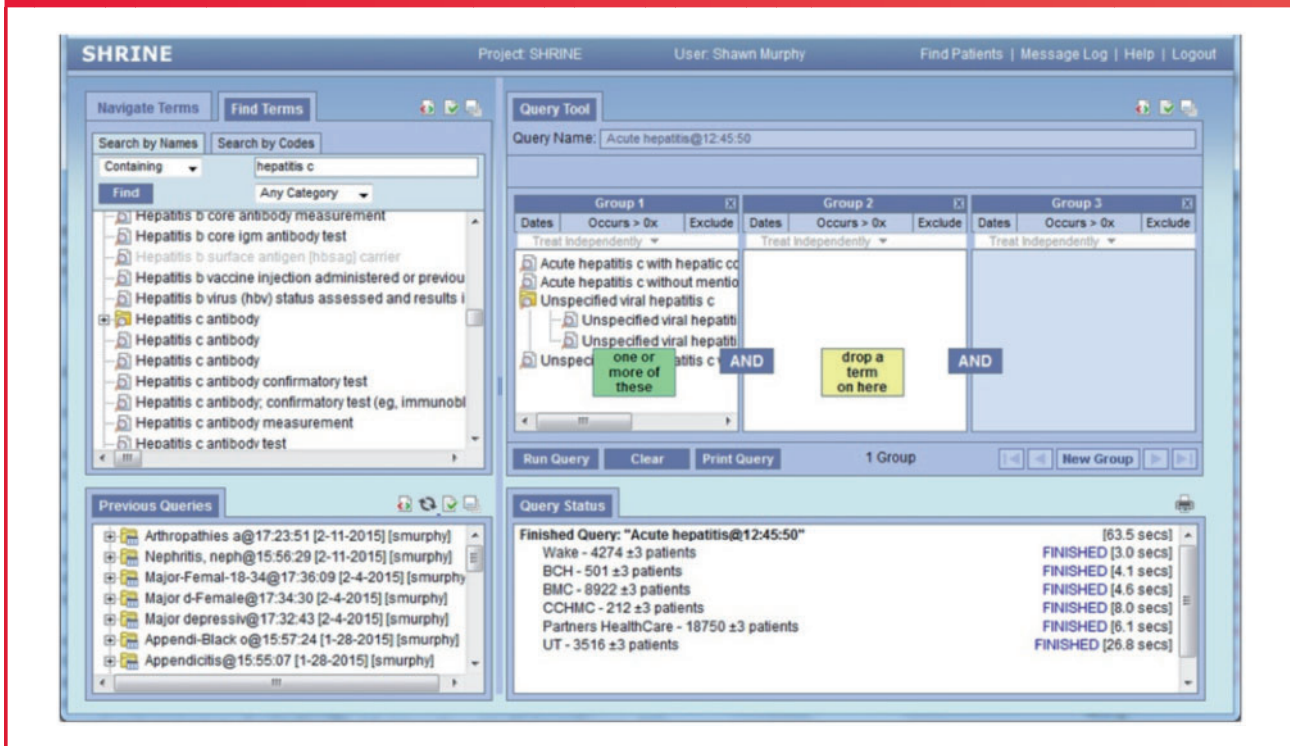 SHRINE
Project: SHRINE
User: Shawn Murphy
Find Patients | Message Log | Help | Logout
Navigate Terms
Find Terms
Search by Names
Search by Codes
Containing
hepatitis c
Find
Any Category
Hepatitis b core antibody measurement
Hepatitis b core igm antibody test
Hepatitis b surface antigen [hbsag] carrier
Hepatitis b vaccine injection administered or previou
Hepatitis b virus (hbv) status assessed and results i
Hepatitis c antibody
Hepatitis c antibody
Hepatitis c antibody
Hepatitis c antibody confirmatory test
Hepatitis c antibody; confirmatory test (eg, immunobl
Hepatitis c antibody measurement
Hepatitis c antibody test
Previous Queries
Arthropathies a@17:23:51 [2-11-2015] [smurphy]
Nephritis, neph@15:56:29 [2-11-2015] [smurphy]
Major-Femal-18-34@17:36:09 [2-4-2015] [smurphy
Major d-Female@17:34:30 [2-4-2015] [smurphy]
Major depressiv@17:32:43 [2-4-2015] [smurphy]
Appendi-Black o@15:57:24 [1-28-2015] [smurphy]
Appendicitis@15:55:07 [1-28-2015] [smurphy]
Query Tool
Query Name: Acute hepatitis@12:45:50
Group 1
Dates Occurs > 0x Exclude
Treat Independently
Acute hepatitis c with hepatic co
Acute hepatitis c without mentio
Unspecified viral hepatitis c
Unspecified viral hepatiti
Unspecified viral hepatiti
Unspeci atitis c
one or
more of
these
AND
Group 2
Dates Occurs > 0x Exclude
Treat Independently
drop a
term
on here
AND
Group 3
Dates Occurs > 0x Exclude
Treat Independently
Run Query
Clear
Print Query
1 Group
New Group
Query Status
Finished Query: "Acute hepatitis@12:45:50" [63.5 secs]
Wake - 4274 ±3 patients FINISHED [3.0 secs]
BCH - 501 ±3 patients FINISHED [4.1 secs]
BMC - 8922 ±3 patients FINISHED [4.6 secs]
CCHMC - 212 ±3 patients FINISHED [8.0 secs]
Partners HealthCare - 18750 ±3 patients FINISHED [6.1 secs]
UT - 3516 ±3 patients FINISHED [26.8 secs]